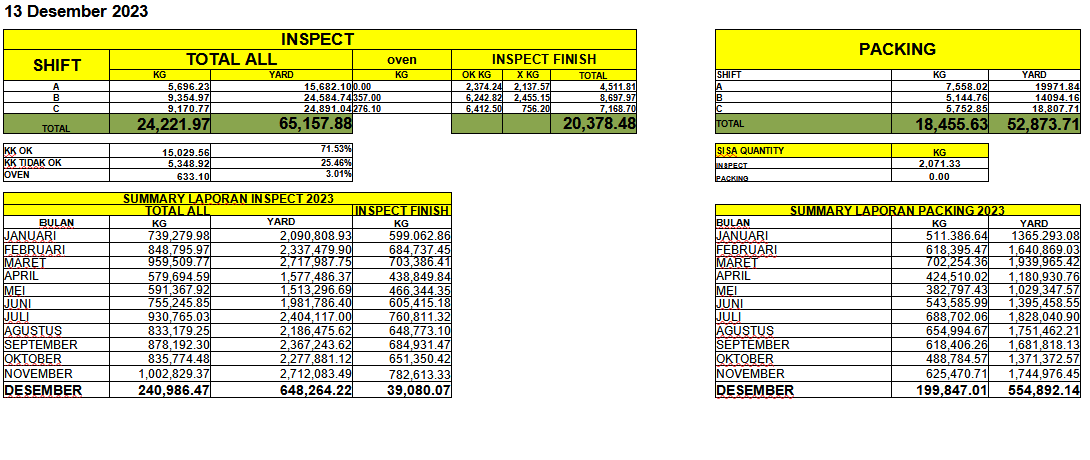 13 Desember 2023
INSPECT
SHIFT TOTAL ALL oven INSPECT FINISH
KG YARD KG OK KG X KG TOTAL
A 5,696.23 15,682.10 0.00 2,374.24 2,137.57 4,511.81
B 9,354.97 24,584.74 357.00 6,242.82 2,455.15 8,697.97
C 9,170.77 24,891.04 276.10 6,412.50 756.20 7,168.70
TOTAL 24,221.97 65,157.88 20,378.48
PACKING
SHIFT KG YARD
A 7,558.02 19971.84
B 5,144.76 14094.16
C 5,752.85 18,807.71
TOTAL 18,455.63 52,873.71
KK OK 15,029.56 71.53%
KK TIDAK OK 5,348.92 25.46%
OVEN 633.10 3.01%
SISA QUANTITY KG
INSPECT 2,071.33
PACKING 0.00
SUMMARY LAPORAN INSPECT 2023
TOTAL ALL INSPECT FINISH
BULAN KG YARD KG
JANUARI 739,279.98 2,090,808.93 599.062.86
FEBRUARI 848,795.97 2,337,479.90 684,737.45
MARET 959,509.77 2,717,987.75 703,386.41
APRIL 579,694.59 1,577,486.37 438,849.84
MEI 591,367.92 1,513,296.69 466,344.35
JUNI 755,245.85 1,981,786.40 605,415.18
JULI 930,765.03 2,404,117.00 760,811.32
AGUSTUS 833,179.25 2,186,475.62 648,773.10
SEPTEMBER 878,192.30 2,367,243.62 684,931.47
OKTOBER 835,774.48 2,277,881.12 651,350.42
NOVEMBER 1,002,829.37 2,712,083.49 782,613.33
DESEMBER 240,986.47 648,264.22 39,080.07
SUMMARY LAPORAN PACKING 2023
BULAN KG YARD
JANUARI 511.386.64 1365.293.08
FEBRUARI 618,395.47 1,640,869.03
MARET 702,254.36 1,939,965.42
APRIL 424,510.02 1,180,930.76
MEI 382,797.43 1,029,347.57
JUNI 543,585.99 1,395,458.55
JULI 688,702.06 1,828,040.90
AGUSTUS 654,994.67 1,751,462.21
SEPTEMBER 618,406.26 1,681,818.13
OKTOBER 488,784.57 1,371,372.57
NOVEMBER 625,470.71 1,744,976.45
DESEMBER 199,847.01 554,892.14